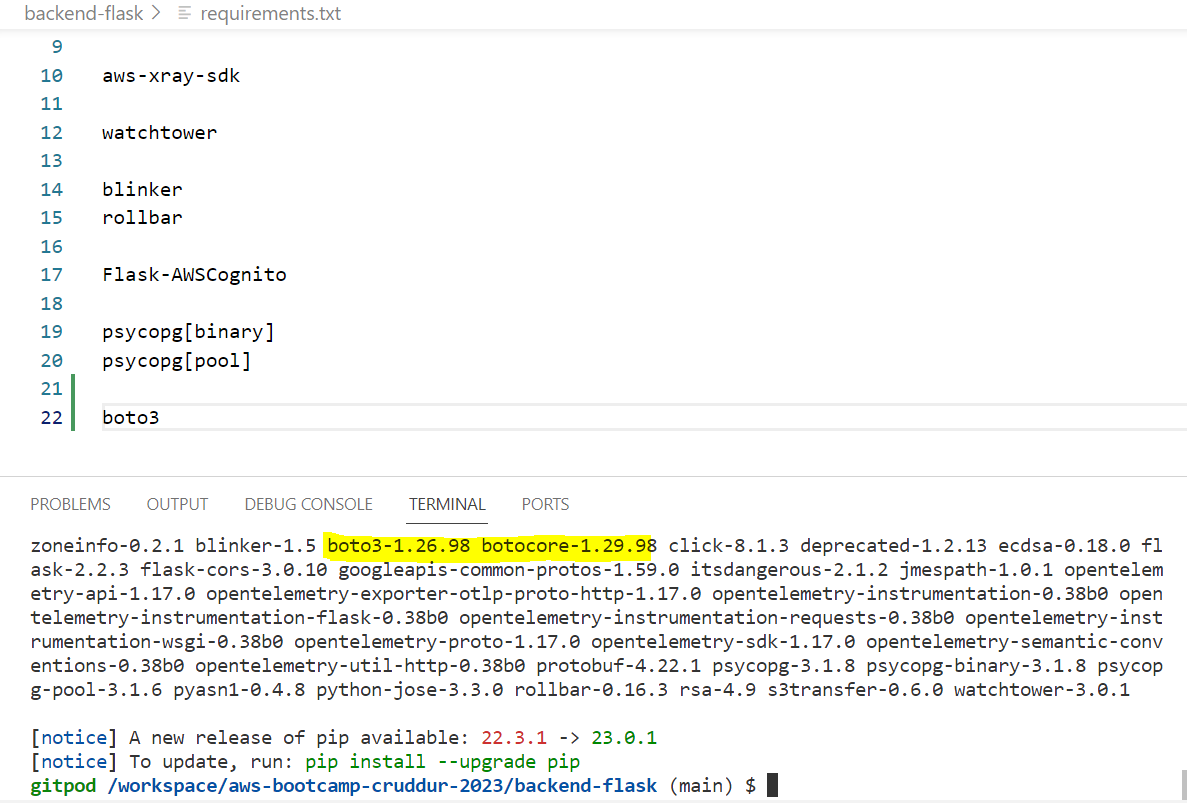 backend-flask > requirements.txt
9
10 aws-xray-sdk
11
12 watchtower
13
14 blinker
15 rollbar
16
17 Flask-AWSCognito
18
19 psycopg[binary]
20 psycopg[pool]
21
22 boto3
PROBLEMS OUTPUT DEBUG CONSOLE TERMINAL PORTS
zoneinfo-0.2.1 blinker-1.5 boto3-1.26.98 botocore-1.29.98 click-8.1.3 deprecated-1.2.13 ecdsa-0.18.0 fl
ask-2.2.3 flask-cors-3.0.10 googleapis-common-protos-1.59.0 itsdangerous-2.1.2 jmespath-1.0.1 opentelem
etry-api-1.17.0 opentelemetry-exporter-otlp-proto-http-1.17.0 opentelemetry-instrumentation-0.38b0 open
telemetry-instrumentation-flask-0.38b0 opentelemetry-instrumentation-requests-0.38b0 opentelemetry-inst
rumentation-wsgi-0.38b0 opentelemetry-proto-1.17.0 opentelemetry-sdk-1.17.0 opentelemetry-semantic-conv
entions-0.38b0 opentelemetry-util-http-0.38b0 protobuf-4.22.1 psycopg-3.1.8 psycopg-binary-3.1.8 psycop
g-pool-3.1.6 pyasn1-0.4.8 python-jose-3.3.0 rollbar-0.16.3 rsa-4.9 s3transfer-0.6.0 watchtower-3.0.1
[notice] A new release of pip available: 22.3.1 -> 23.0.1
[notice] To update, run: pip install --upgrade pip
gitpod /workspace/aws-bootcamp-cruddur-2023/backend-flask (main) $